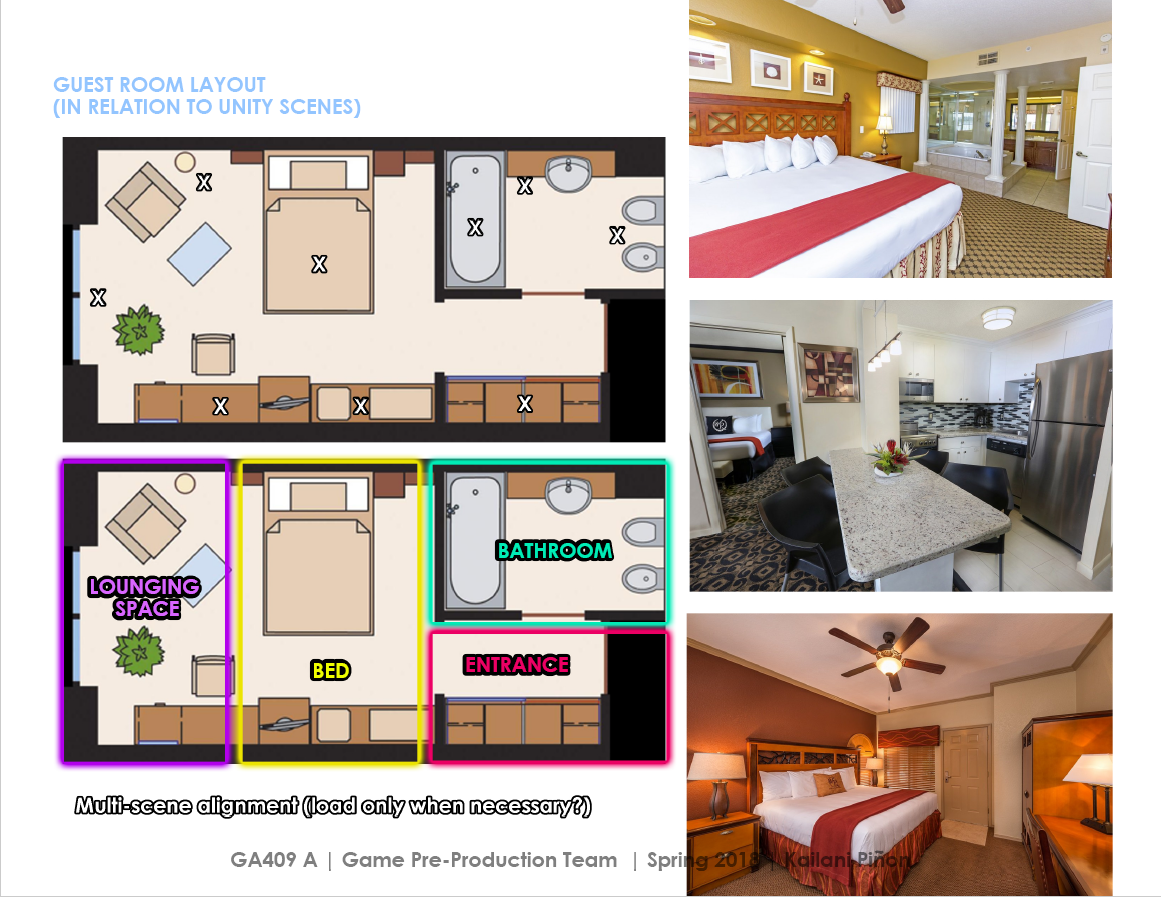 GUEST ROOM LAYOUT
(IN RELATION TO UNITY SCENES)
X
X
X
X
X
X
X
X
X
LOUNGING
SPACE
BED
BATHROOM
ENTRANCE
Multi-scene alignment (load only when necessary?)
GA409 A | Game Pre-Production Team | Spring 2018 | Kailani Piñon